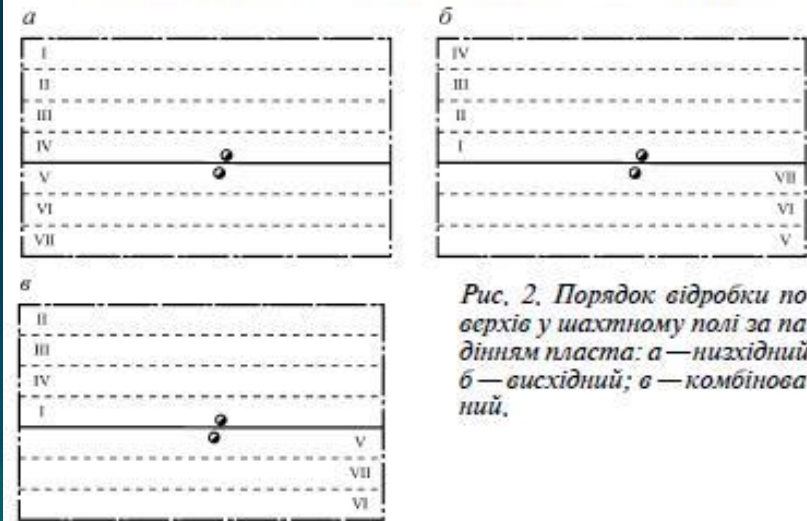 а
I
II
III
IV
V
VI
VII
б
IV
III
II
I
VII
VI
V
в
II
III
IV
I
V
VII
VI
Рис. 2. Порядок відробки по
верхів у шахтному полі за па
дінням пласта: а — низхідний
б — висхідний; в — комбінова
ний.